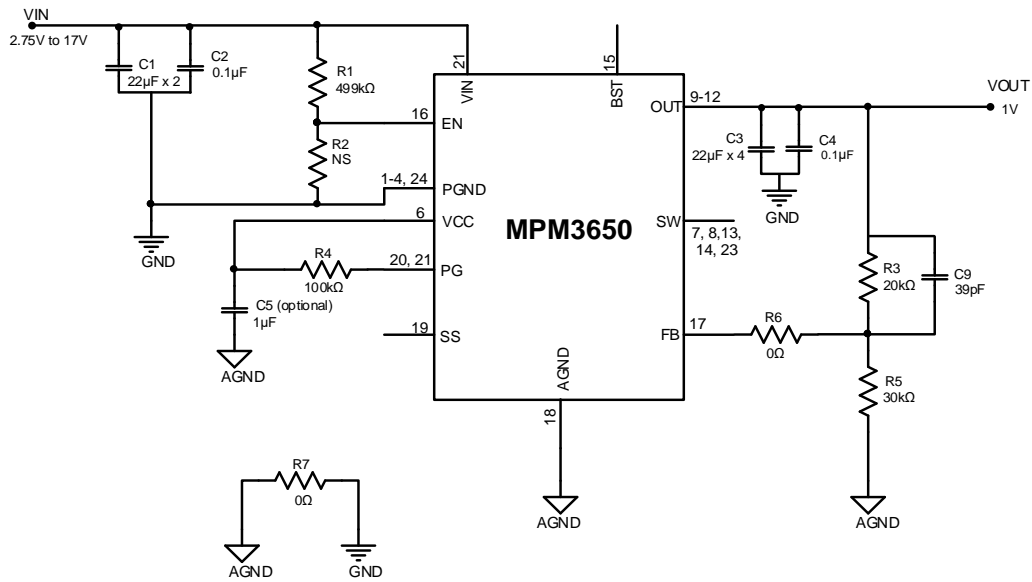 VIN
2.75V to 17V
C1
22µF x 2
C2
0.1µF
R1
499kΩ
R2
NS
GND
21
VIN
15
BST
16
EN
1-4, 24
PGND
6
VCC
R4
100kΩ
20, 21
PG
C5 (optional)
1µF
AGND
19
SS
MPM3650
AGND
18
AGND
OUT
9-12
SW
7, 8,13,
14, 23
FB
17
R6
0Ω
C3
22µF x 4
C4
0.1µF
GND
VOUT
1V
R3
20kΩ
C9
39pF
R5
30kΩ
AGND
R7
0Ω
AGND
GND